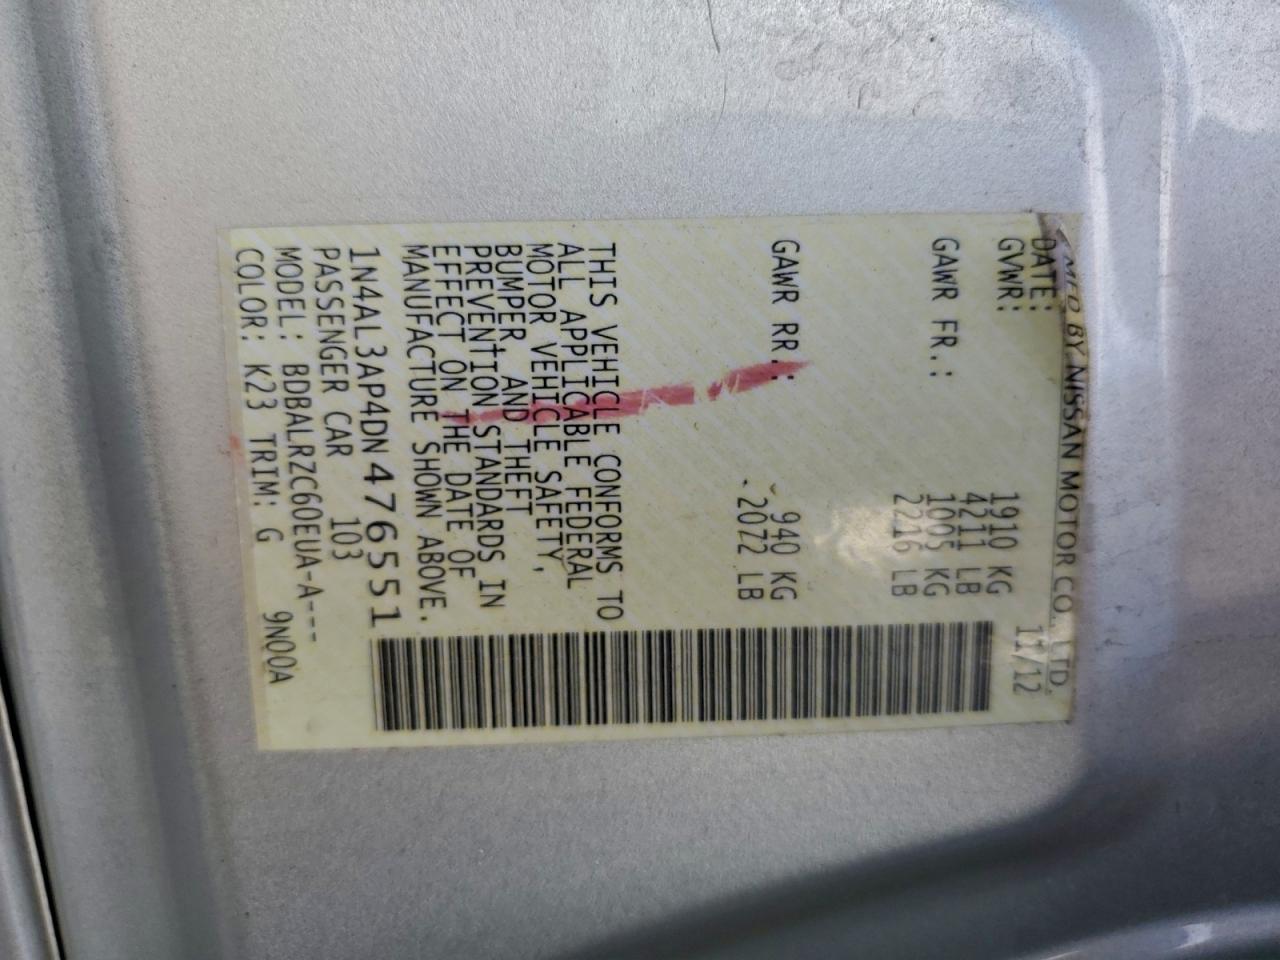 MFD BY NISSAN MOTOR CO., LTD.
DATE: 11/12
GVWR: 1910 KG
4211 LB
GAWR FR.: 1005 KG
2216 LB
GAWR RR.: 940 KG
2072 LB
THIS VEHICLE CONFORMS TO
ALL APPLICABLE FEDERAL
MOTOR VEHICLE SAFETY,
BUMPER, AND THEFT
PREVENTION STANDARDS IN
EFFECT ON THE DATE OF
MANUFACTURE SHOWN ABOVE.
1N4AL3AP4DN476551
PASSENGER CAR 103
MODEL: BDBALRZC60EUA-A---
COLOR: K23 TRIM: G 9N00A